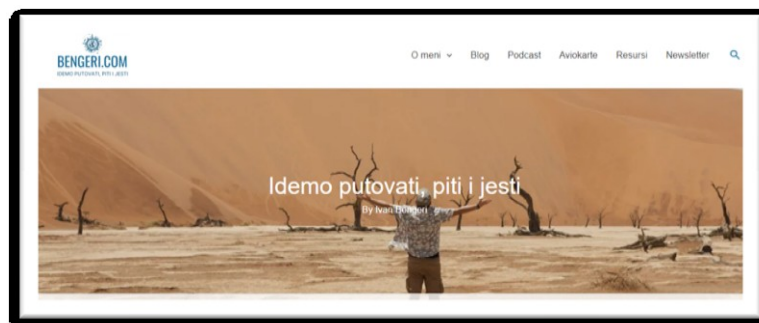 BENGERI.COM
IDEMO PUTOVATI, PITI I JESTI
O meni Blog Podcast Aviokarte Resursi Newsletter
Idemo putovati, piti i jesti
By Ivan Bengeri